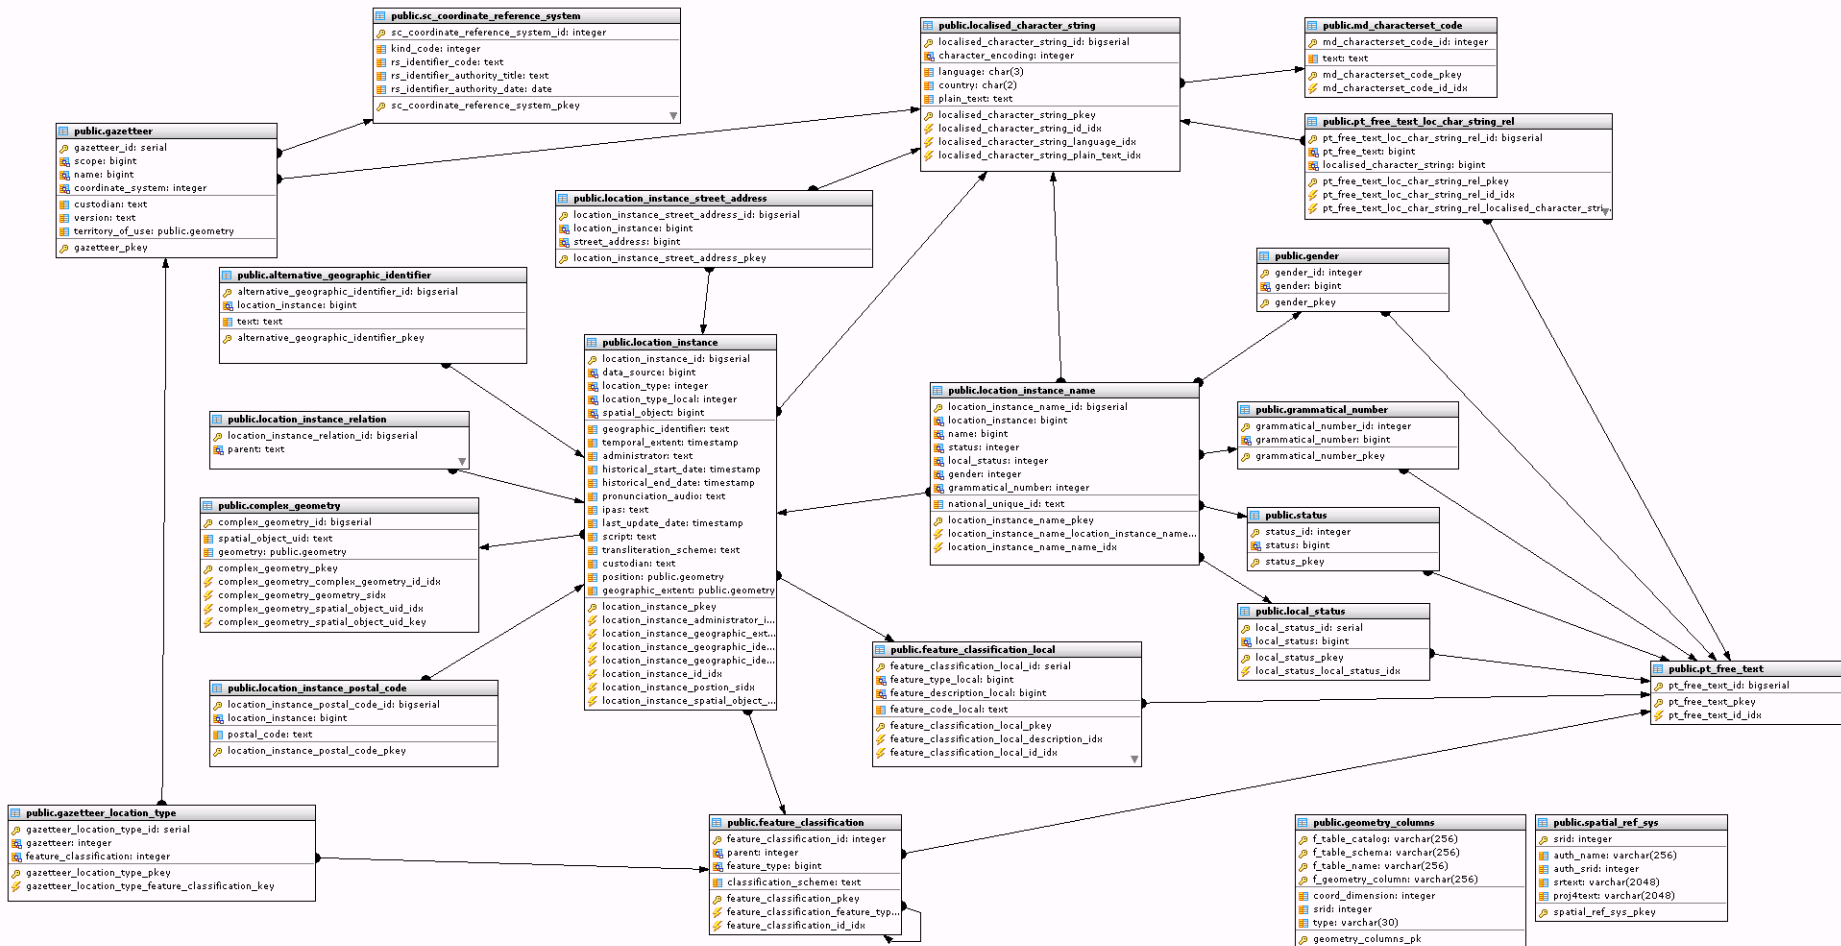 public.sc_coordinate_reference_system
sc_coordinate_reference_system_id: integer
kind_code: integer
rs_identifier_code: text
rs_identifier_authority_title: text
rs_identifier_authority_date: date
sc_coordinate_reference_system_pkey
public.localised_character_string
localised_character_string_id: bigserial
character_encoding: integer
language: char(3)
country: char(2)
plain_text: text
localised_character_string_pkey
localised_character_string_id_idx
localised_character_string_language_idx
localised_character_string_plain_text_idx
public.md_characterset_code
md_characterset_code_id: integer
text: text
md_characterset_code_pkey
md_characterset_code_id_idx
public.gazetteer
gazetteer_id: serial
scope: bigint
name: bigint
coordinate_system: integer
custodian: text
version: text
territory_of_use: public.geometry
gazetteer_pkey
public.pt_free_text_loc_char_string_rel
pt_free_text_loc_char_string_rel_id: bigserial
pt_free_text: bigint
localised_character_string: bigint
pt_free_text_loc_char_string_rel_pkey
pt_free_text_loc_char_string_rel_id_idx
pt_free_text_loc_char_string_rel_localised_character_stri...
public.location_instance_street_address
location_instance_street_address_id: bigserial
location_instance: bigint
street_address: bigint
location_instance_street_address_pkey
public.gender
gender_id: integer
gender: bigint
gender_pkey
public.alternative_geographic_identifier
alternative_geographic_identifier_id: bigserial
location_instance: bigint
text: text
alternative_geographic_identifier_pkey
public.location_instance
location_instance_id: bigserial
data_source: bigint
location_type: integer
location_type_local: integer
spatial_object: bigint
geographic_identifier: text
temporal_extent: timestamp
administrator: text
historical_start_date: timestamp
historical_end_date: timestamp
pronunciation_audio: text
ipas: text
last_update_date: timestamp
script: text
transliteration_scheme: text
custodian: text
position: public.geometry
geographic_extent: public.geometry
location_instance_pkey
location_instance_administrator_i...
location_instance_geographic_ext...
location_instance_geographic_ide...
location_instance_geographic_ide...
location_instance_id_idx
location_instance_postion_sidx
location_instance_spatial_object_...
public.location_instance_name
location_instance_name_id: bigserial
location_instance: bigint
name: bigint
status: integer
local_status: integer
gender: integer
grammatical_number: integer
national_unique_id: text
location_instance_name_pkey
location_instance_name_location_instance_name...
location_instance_name_name_idx
public.grammatical_number
grammatical_number_id: integer
grammatical_number: bigint
grammatical_number_pkey
public.location_instance_relation
location_instance_relation_id: bigserial
parent: text
public.complex_geometry
complex_geometry_id: bigserial
spatial_object_uid: text
geometry: public.geometry
complex_geometry_pkey
complex_geometry_complex_geometry_id_idx
complex_geometry_geometry_sidx
complex_geometry_spatial_object_uid_idx
complex_geometry_spatial_object_uid_key
public.status
status_id: integer
status: bigint
status_pkey
public.local_status
local_status_id: serial
local_status: bigint
local_status_pkey
local_status_local_status_idx
public.feature_classification_local
feature_classification_local_id: serial
feature_type_local: bigint
feature_description_local: bigint
feature_code_local: text
feature_classification_local_pkey
feature_classification_local_description_idx
feature_classification_local_id_idx
public.pt_free_text
pt_free_text_id: bigserial
pt_free_text_pkey
pt_free_text_id_idx
public.location_instance_postal_code
location_instance_postal_code_id: bigserial
location_instance: bigint
postal_code: text
location_instance_postal_code_pkey
public.gazetteer_location_type
gazetteer_location_type_id: serial
gazetteer: integer
feature_classification: integer
gazetteer_location_type_pkey
gazetteer_location_type_feature_classification_key
public.feature_classification
feature_classification_id: integer
parent: integer
feature_type: bigint
classification_scheme: text
feature_classification_pkey
feature_classification_feature_typ...
feature_classification_id_idx
public.geometry_columns
f_table_catalog: varchar(256)
f_table_schema: varchar(256)
f_table_name: varchar(256)
f_geometry_column: varchar(256)
coord_dimension: integer
srid: integer
type: varchar(30)
geometry_columns_pk
public.spatial_ref_sys
srid: integer
auth_name: varchar(256)
auth_srid: integer
srtext: varchar(2048)
proj4text: varchar(2048)
spatial_ref_sys_pkey